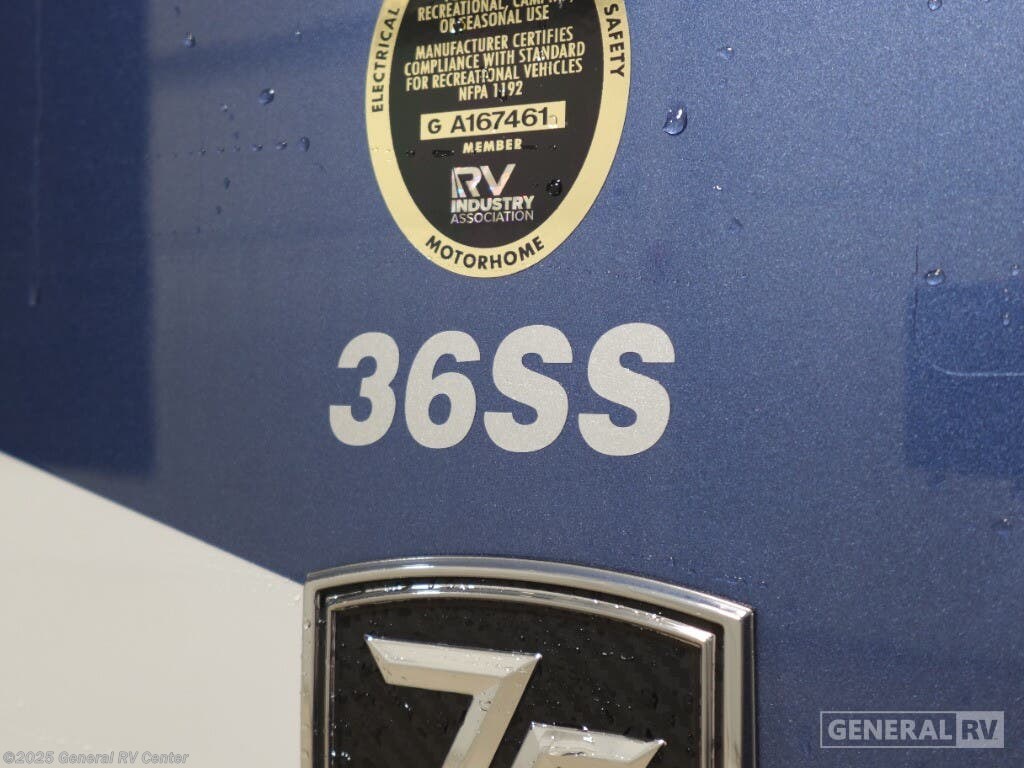 RECREATIONAL, CAMPING
OR SEASONAL USE
MANUFACTURER CERTIFIES
COMPLIANCE WITH STANDARD
FOR RECREATIONAL VEHICLES
NFPA 1192
ELECTRICAL
SAFETY
G A167461
MEMBER
RV
INDUSTRY
ASSOCIATION
MOTORHOME
36SS
GENERAL RV
©2025 General RV Center